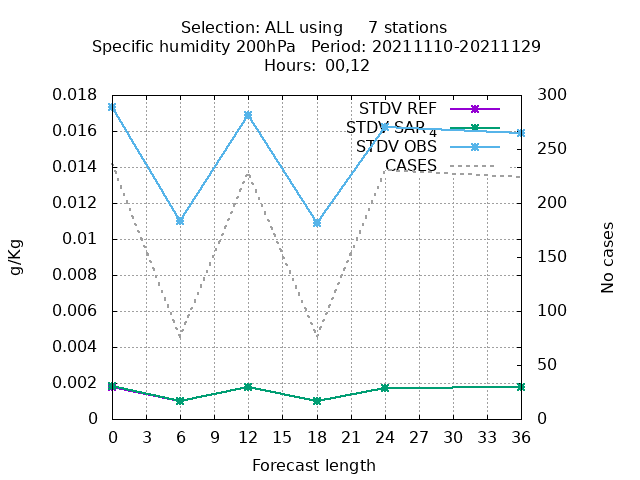 Selection: ALL using 7 stations
Specific humidity 200hPa Period: 20211110-20211129
Hours: 00,12
STDV REF
STDV SAR_4
STDV OBS
CASES
0.018
0.016
0.014
0.012
0.01
0.008
0.006
0.004
0.002
0
g/Kg
300
250
200
150
100
50
0
No cases
0 3 6 9 12 15 18 21 24 27 30 33 36
Forecast length